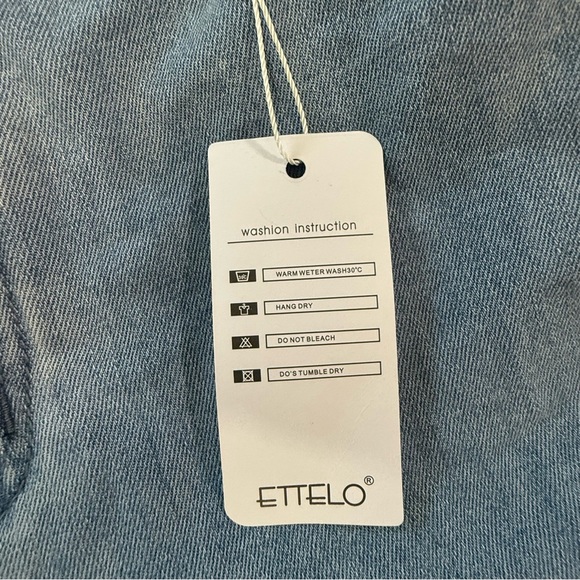 washion instruction
WARM WETER WASH30°C
HANG DRY
DO NOT BLEACH
DO'S TUMBLE DRY
ETTELO®